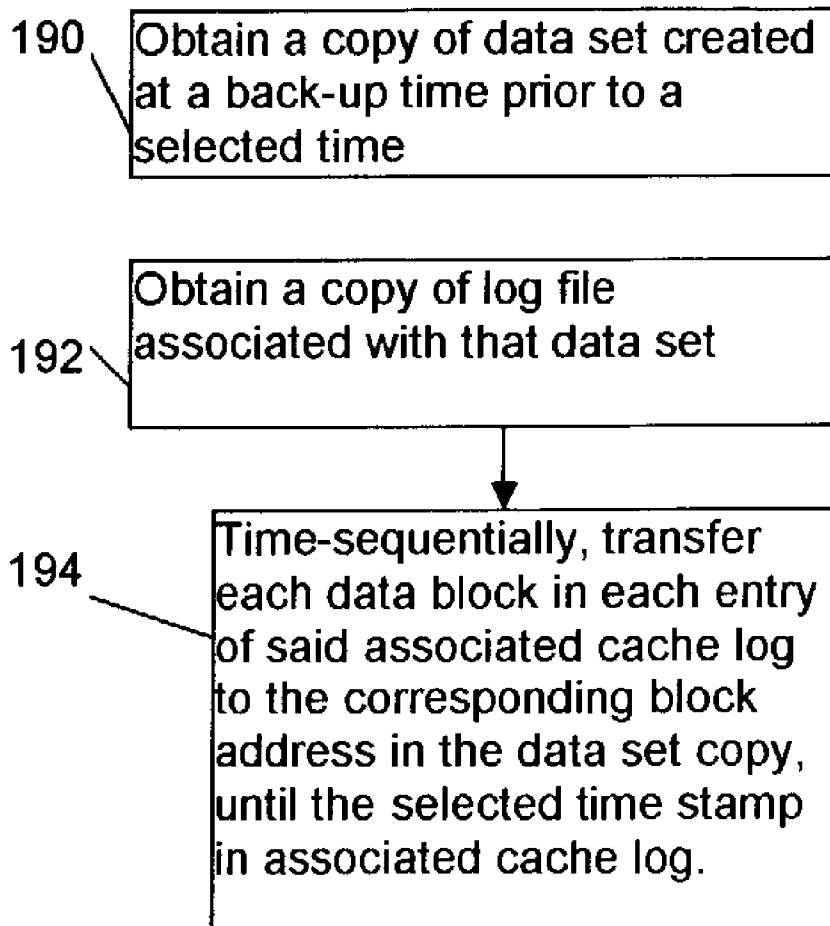 190
Obtain a copy of data set created
at a back-up time prior to a
selected time
192
Obtain a copy of log file
associated with that data set
194
Time-sequentially, transfer
each data block in each entry
of said associated cache log
to the corresponding block
address in the data set copy,
until the selected time stamp
in associated cache log.